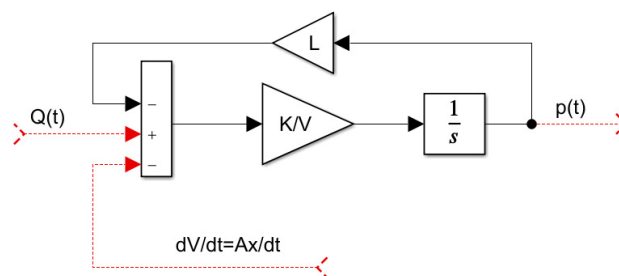 L
−
Q(t)
+
K/V
1
s
p(t)
−
dV/dt=Ax/dt